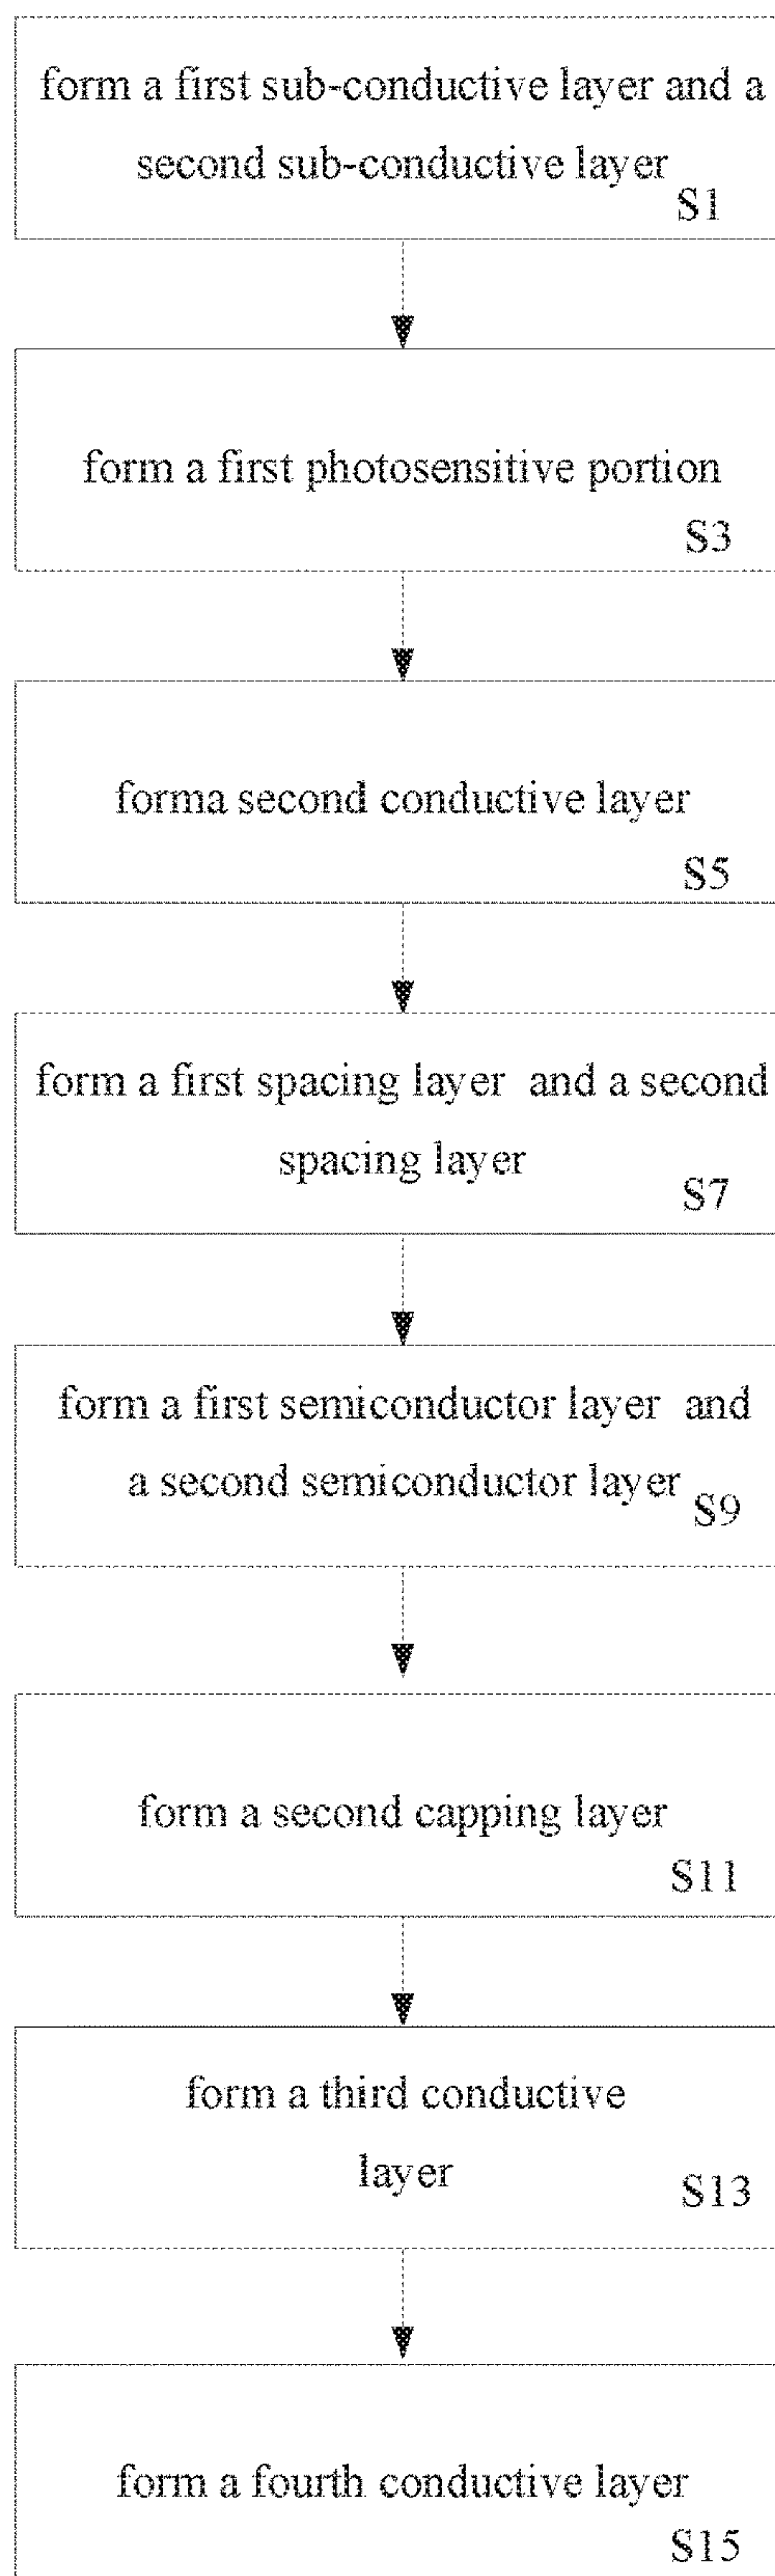 form a first sub-conductive layer and a
second sub-conductive layer
S1
form a first photosensitive portion
S3
forma second conductive layer
S5
form a first spacing layer and a second
spacing layer
S7
form a first semiconductor layer and
a second semiconductor layer
S9
form a second capping layer
S11
form a third conductive
layer
S13
form a fourth conductive layer
S15